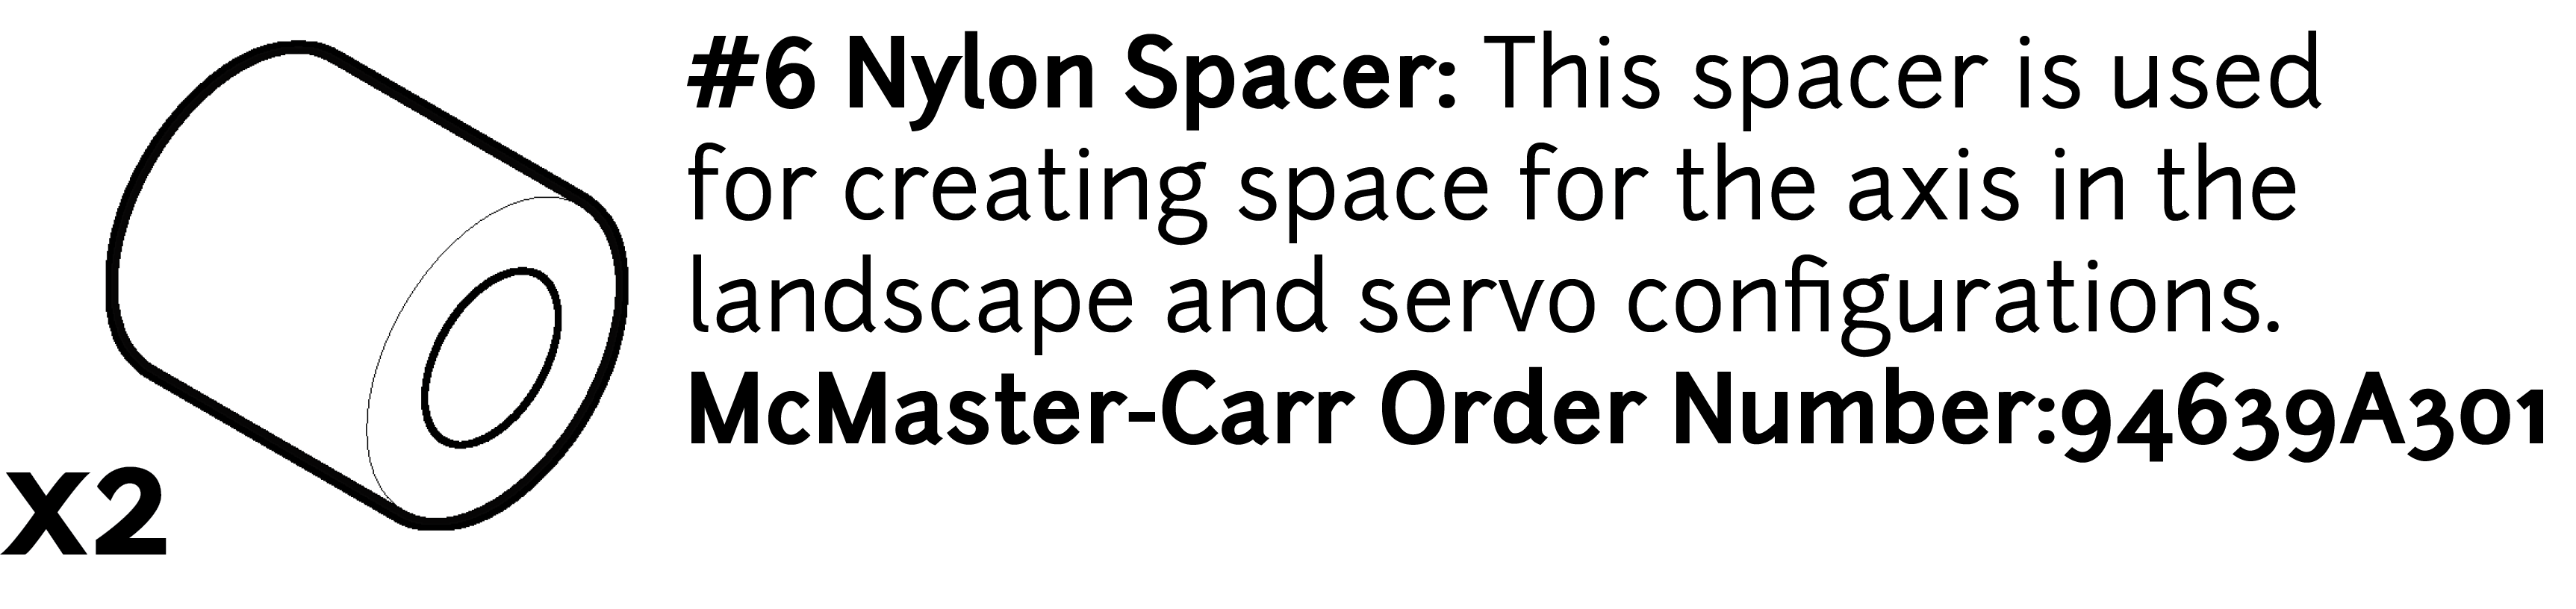 #6 Nylon Spacer: This spacer is used
for creating space for the axis in the
landscape and servo configurations.
McMaster-Carr Order Number:94639A301
X2